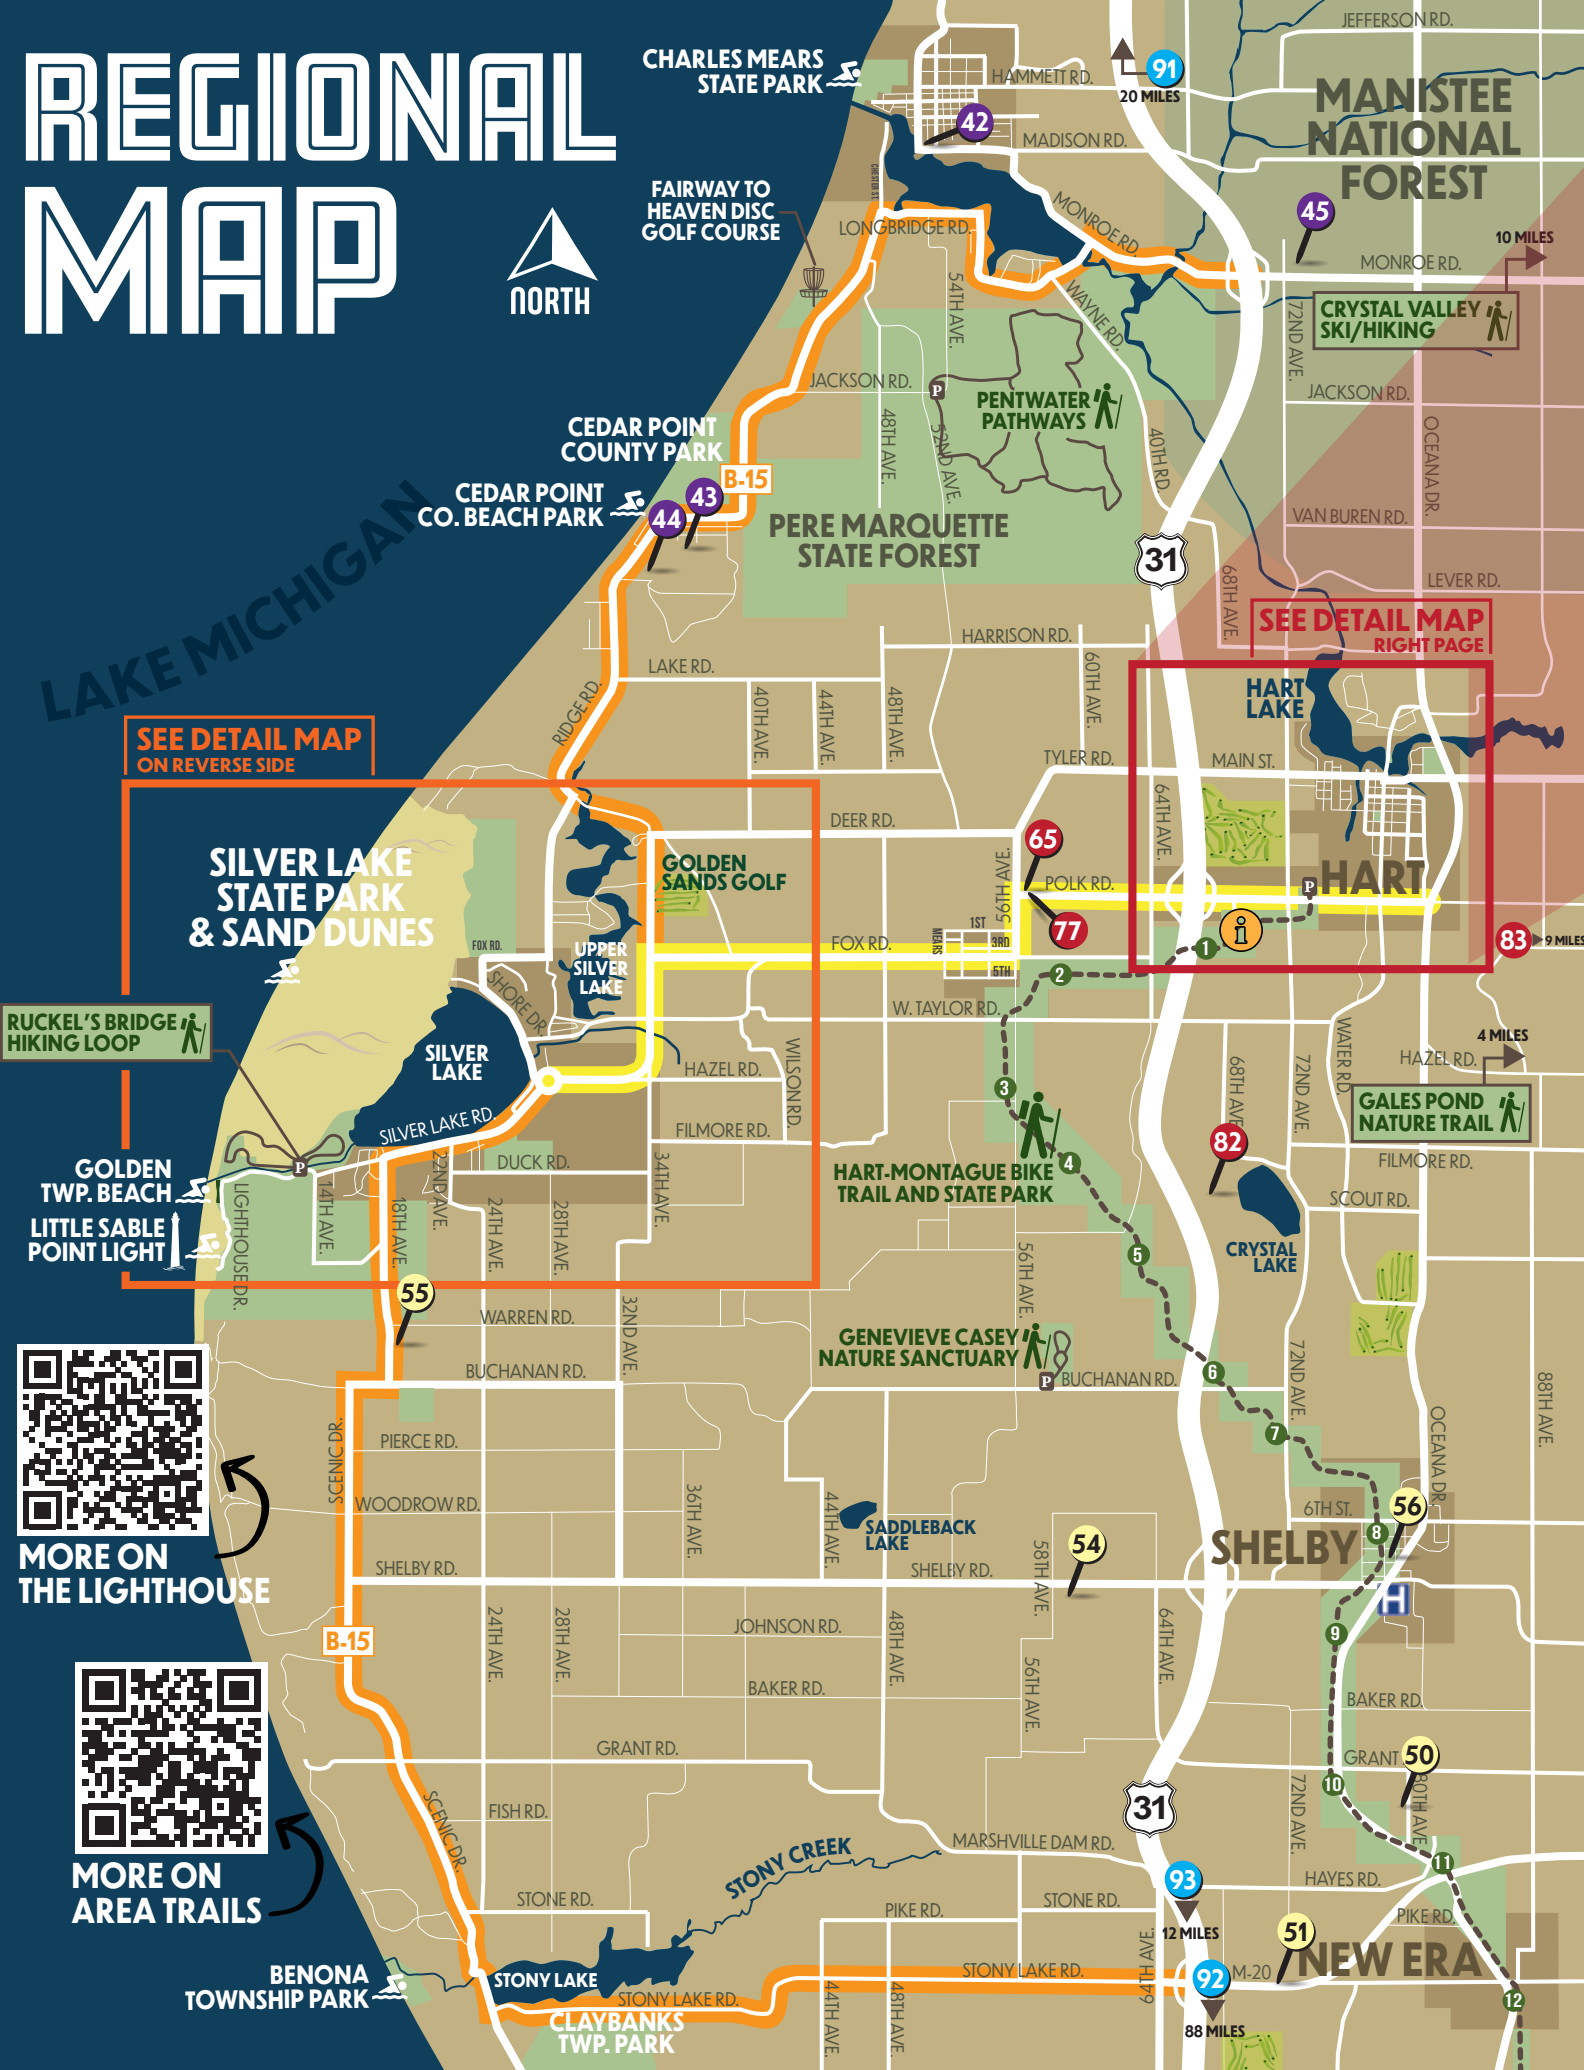 REGIONAL
MAP
NORTH
CHARLES MEARS
STATE PARK
HAMMETT RD.
JEFFERSON RD.
91
20 MILES
MANISTEE
NATIONAL
FOREST
42
MADISON RD.
CHESTER ST.
FAIRWAY TO
HEAVEN DISC
GOLF COURSE
LONGBRIDGE RD.
MONROE RD.
45
10 MILES
MONROE RD.
CRYSTAL VALLEY
SKI/HIKING
54TH AVE.
WAYNE RD.
72ND AVE.
JACKSON RD.
P
PENTWATER
PATHWAYS
JACKSON RD.
48TH AVE.
52ND AVE.
40TH RD.
OCEANA DR.
CEDAR POINT
COUNTY PARK
B-15
CEDAR POINT
CO. BEACH PARK
43
44
VAN BUREN RD.
PERE MARQUETTE
STATE FOREST
31
68TH AVE.
LEVER RD.
LAKE MICHIGAN
SEE DETAIL MAP
RIGHT PAGE
HARRISON RD.
LAKE RD.
60TH AVE.
RIDGE RD.
40TH AVE.
44TH AVE.
48TH AVE.
HART
LAKE
SEE DETAIL MAP
ON REVERSE SIDE
TYLER RD.
MAIN ST.
64TH AVE.
DEER RD.
65
SILVER LAKE
STATE PARK
& SAND DUNES
GOLDEN
SANDS GOLF
56TH AVE.
POLK RD.
P
HART
77
i
1
83
9 MILES
FOX RD.
UPPER
SILVER
LAKE
FOX RD.
MEARS
1ST
3RD
5TH
2
SHORE DR.
W. TAYLOR RD.
RUCKEL'S BRIDGE
HIKING LOOP
SILVER
LAKE
HAZEL RD.
WILSON RD.
3
68TH AVE.
72ND AVE.
WATER RD.
4 MILES
HAZEL RD.
GALES POND
NATURE TRAIL
SILVER LAKE RD.
FILMORE RD.
82
P
GOLDEN
TWP. BEACH
DUCK RD.
22ND AVE.
34TH AVE.
HART-MONTAGUE BIKE
TRAIL AND STATE PARK
4
FILMORE RD.
SCOUT RD.
LITTLE SABLE
POINT LIGHT
LIGHTHOUSE DR.
14TH AVE.
18TH AVE.
24TH AVE.
28TH AVE.
5
CRYSTAL
LAKE
56TH AVE.
55
WARREN RD.
32ND AVE.
GENEVIEVE CASEY
NATURE SANCTUARY
P
BUCHANAN RD.
BUCHANAN RD.
6
72ND AVE.
88TH AVE.
7
SCENIC DR.
PIERCE RD.
OCEANA DR.
WOODROW RD.
36TH AVE.
44TH AVE.
SADDLEBACK
LAKE
6TH ST.
56
8
SHELBY
MORE ON
THE LIGHTHOUSE
SHELBY RD.
SHELBY RD.
58TH AVE.
54
H
B-15
24TH AVE.
28TH AVE.
JOHNSON RD.
48TH AVE.
64TH AVE.
9
BAKER RD.
56TH AVE.
BAKER RD.
GRANT RD.
GRANT
50
10
80TH AVE.
72ND AVE.
MORE ON
AREA TRAILS
SCENIC DR.
FISH RD.
31
STONY CREEK
MARSHVILLE DAM RD.
11
HAYES RD.
93
12 MILES
STONE RD.
PIKE RD.
STONE RD.
PIKE RD.
51
NEW ERA
BENONA
TOWNSHIP PARK
STONY LAKE
STONY LAKE RD.
64TH AVE.
92
M-20
88 MILES
STONY LAKE RD.
CLAYBANKS
TWP. PARK
44TH AVE.
48TH AVE.
12